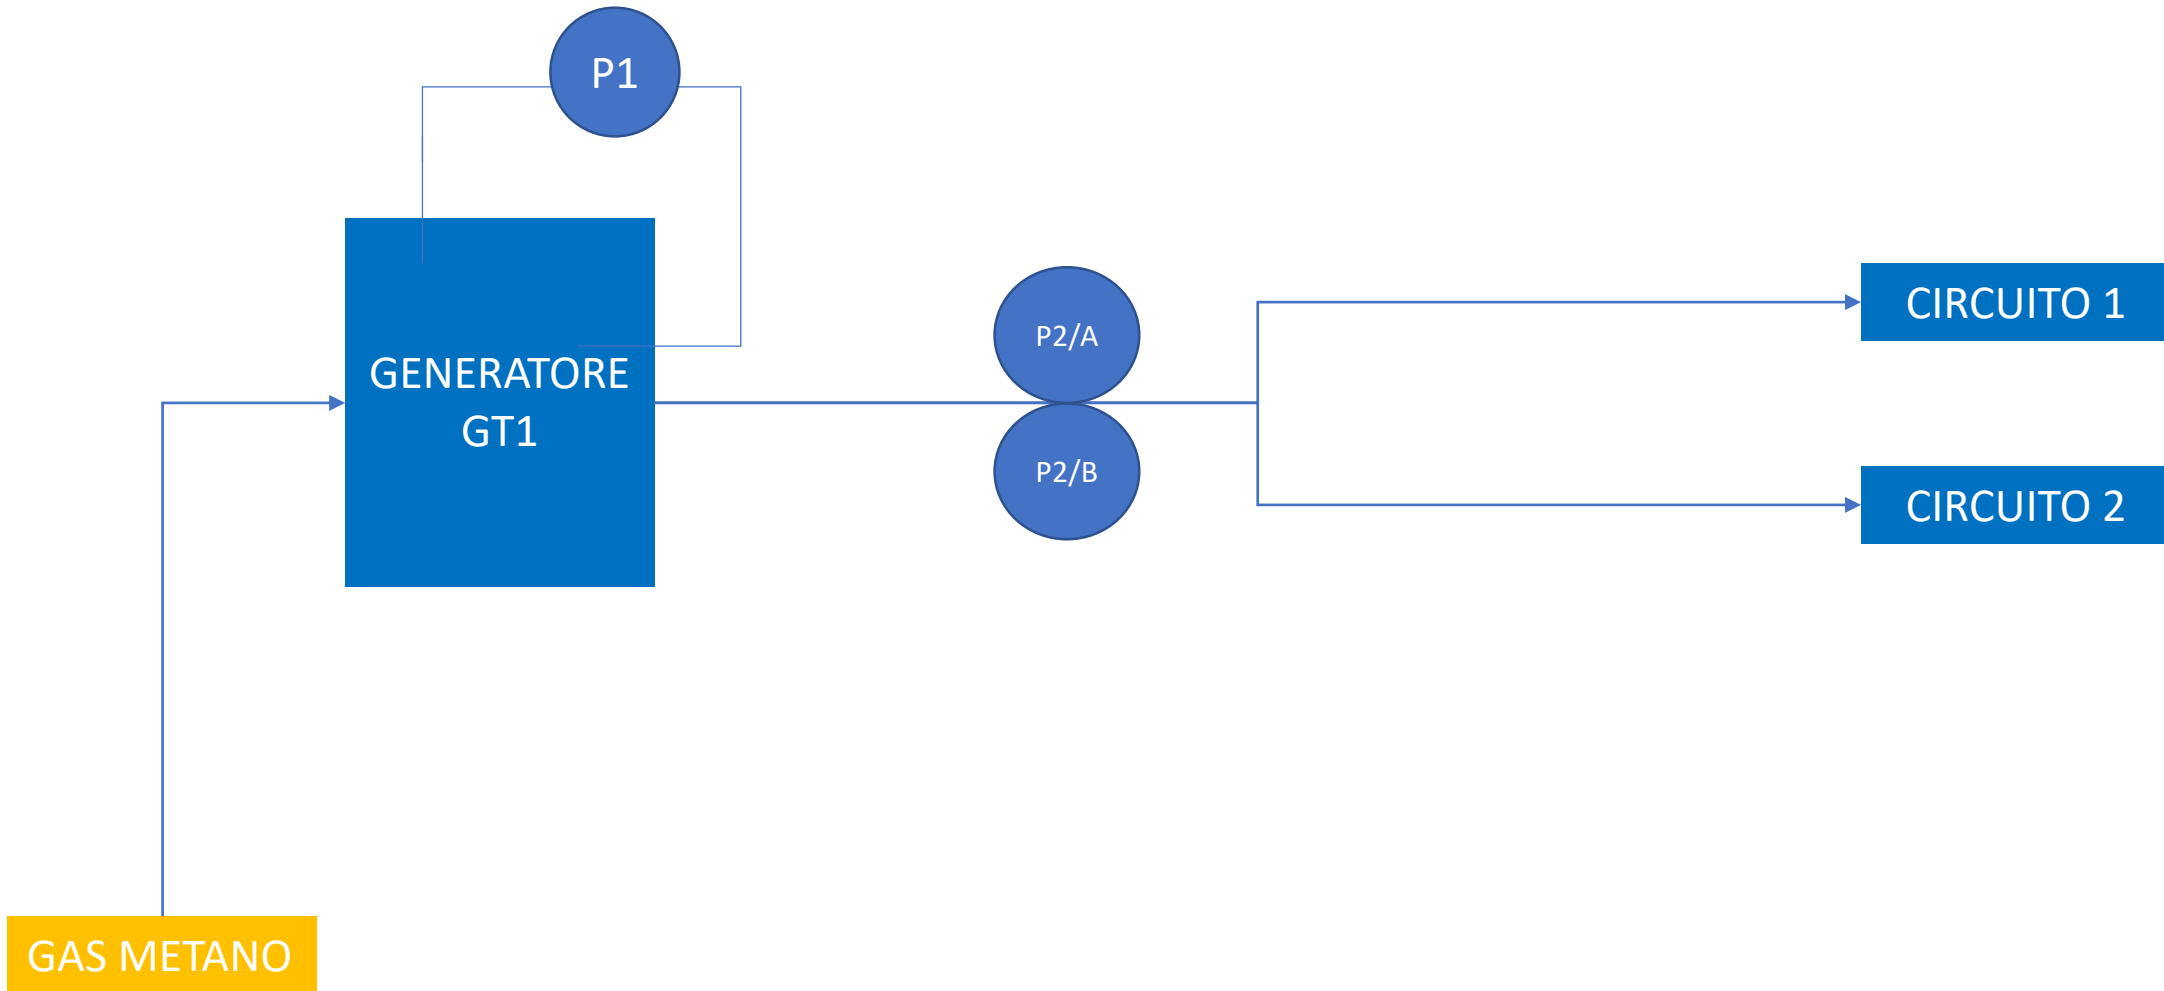 P1
GENERATORE
GT1
P2/A
P2/B
CIRCUITO 1
CIRCUITO 2
GAS METANO